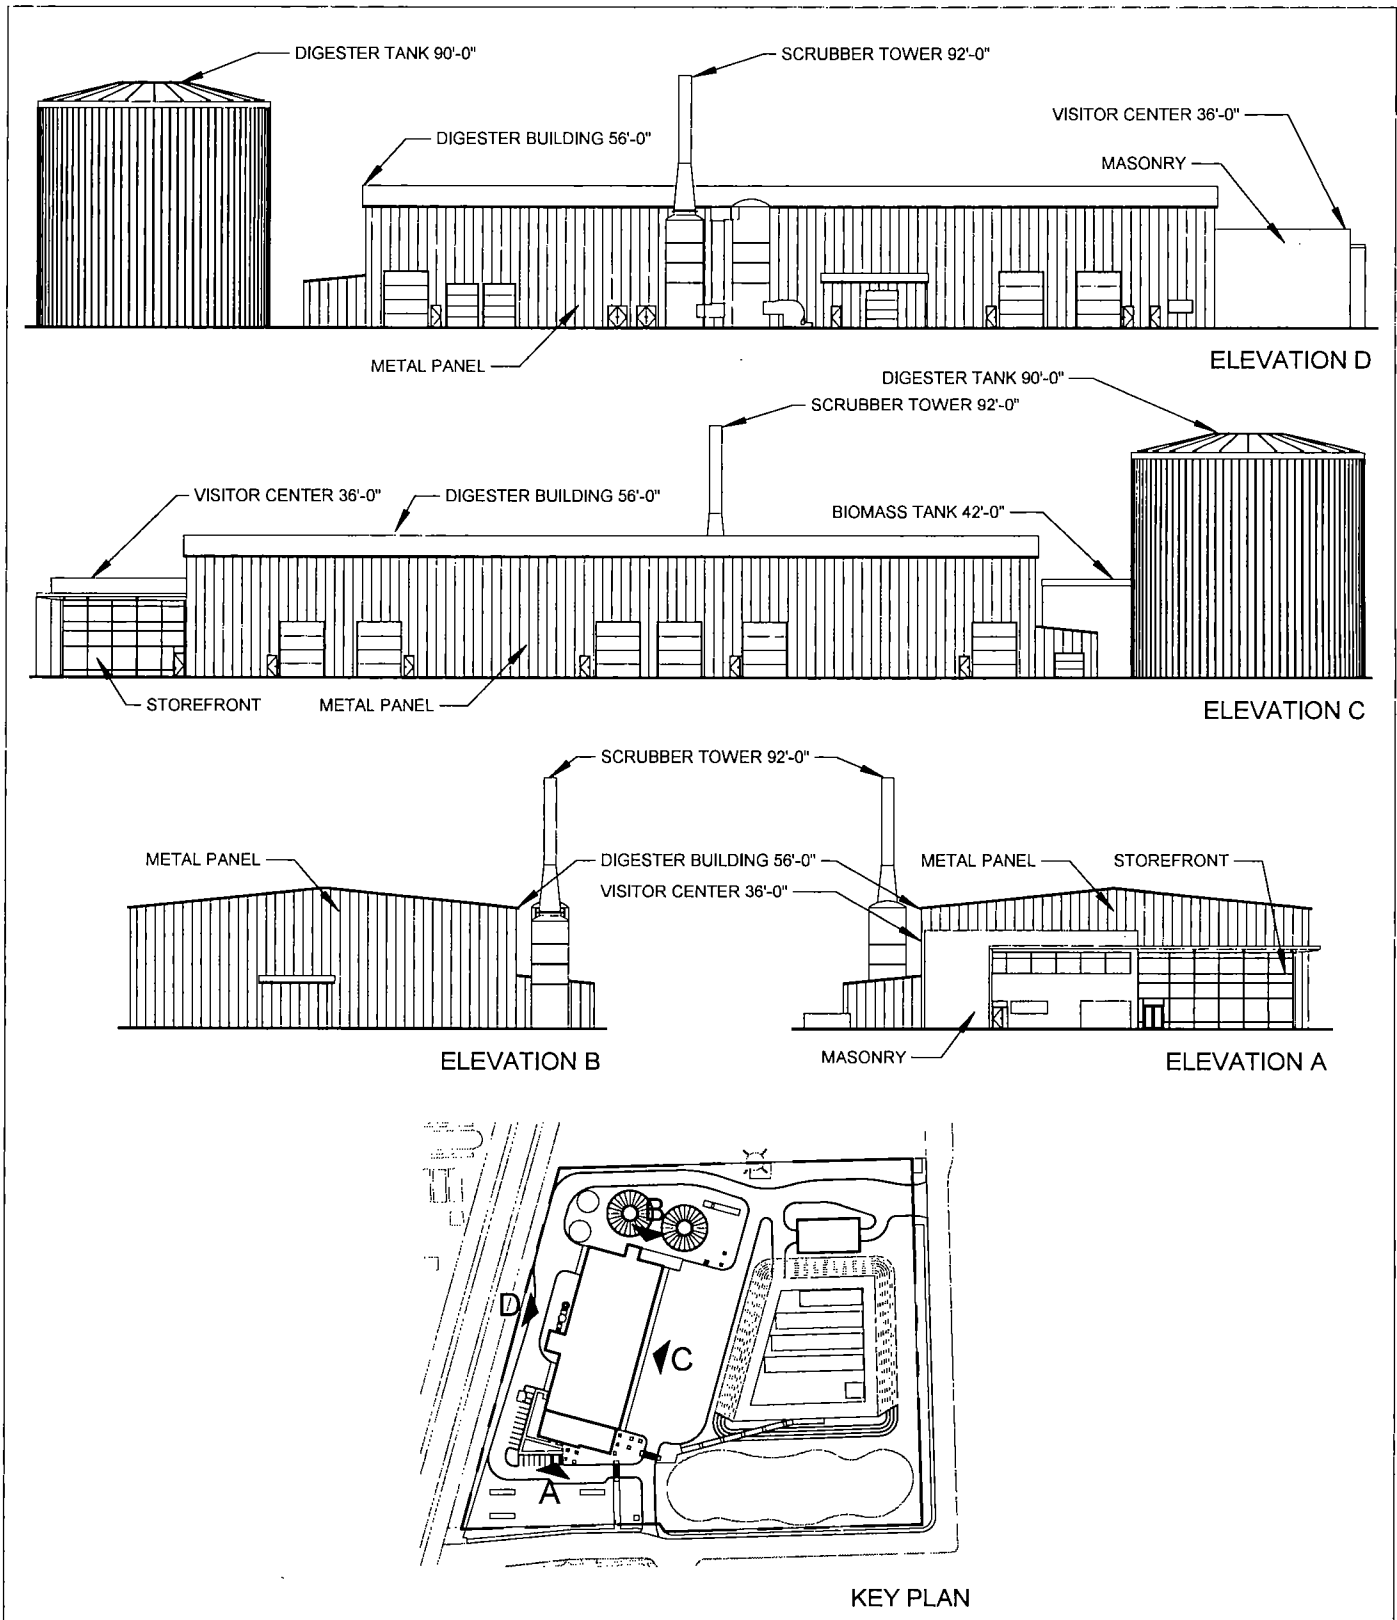 DIGESTER TANK 90'-0"
SCRUBBER TOWER 92'-0"
VISITOR CENTER 36'-0"
DIGESTER BUILDING 56'-0"
MASONRY
METAL PANEL
ELEVATION D
DIGESTER TANK 90'-0"
SCRUBBER TOWER 92'-0"
VISITOR CENTER 36'-0"
DIGESTER BUILDING 56'-0"
BIOMASS TANK 42'-0"
STOREFRONT
METAL PANEL
ELEVATION C
SCRUBBER TOWER 92'-0"
METAL PANEL
DIGESTER BUILDING 56'-0"
METAL PANEL
STOREFRONT
VISITOR CENTER 36'-0"
ELEVATION B
MASONRY
ELEVATION A
B
D
C
A
KEY PLAN